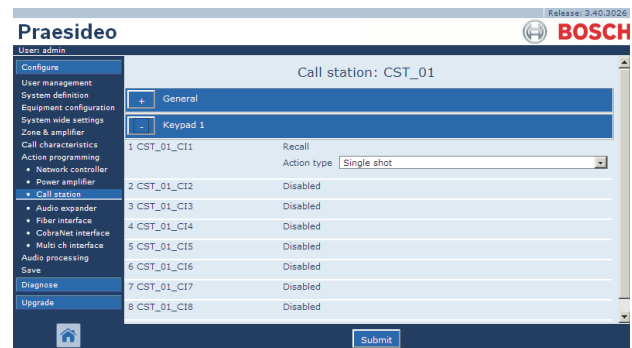 Release: 3.40.3026
Praesideo
BOSCH
User: admin
Configure
User management
System definition
Equipment configuration
System wide settings
Zone & amplifier
Call characteristics
Action programming
• Network controller
• Power amplifier
• Call station
• Audio expander
• Fiber interface
• CobraNet interface
• Multi ch interface
Audio processing
Save
Diagnose
Upgrade
Call station: CST_01
+ General
- Keypad 1
1 CST_01_CI1 Recall
Action type Single shot
2 CST_01_CI2 Disabled
3 CST_01_CI3 Disabled
4 CST_01_CI4 Disabled
5 CST_01_CI5 Disabled
6 CST_01_CI6 Disabled
7 CST_01_CI7 Disabled
8 CST_01_CI8 Disabled
Submit